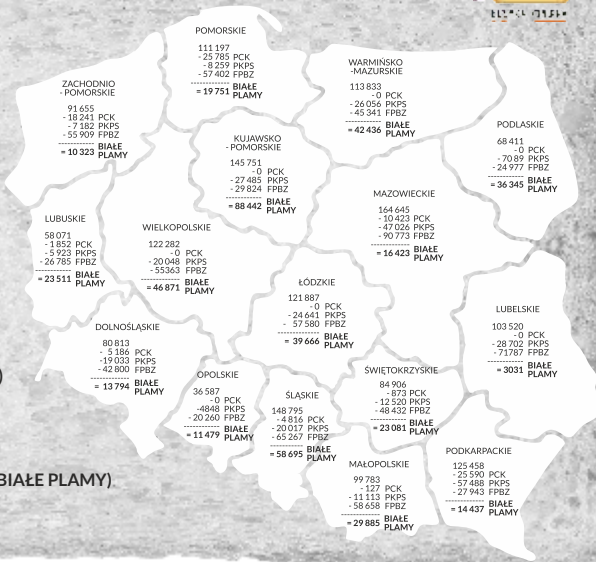 POMORSKIE
111 197
- 25 785 PCK
- 8 259 PKPS
- 57 402 FPBZ
= 19 751 BIAŁE PLAMY
WARMIŃSKO
-MAZURSKIE
113 833
- 0 PCK
- 26 056 PKPS
- 45 341 FPBZ
= 42 436 BIAŁE PLAMY
ZACHODNIO
- POMORSKIE
91 655
- 18 241 PCK
- 7 182 PKPS
- 55 909 FPBZ
= 10 323 BIAŁE PLAMY
PODLASKIE
68 411
- 0 PCK
- 70 89 PKPS
- 24 977 FPBZ
= 36 345 BIAŁE PLAMY
KUJAWSKO
- POMORSKIE
145 751
- 0 PCK
- 27 485 PKPS
- 29 824 FPBZ
= 88 442 BIAŁE PLAMY
MAZOWIECKIE
164 645
- 10 423 PCK
- 47 026 PKPS
- 90 773 FPBZ
= 16 423 BIAŁE PLAMY
LUBUSKIE
58 071
- 1 852 PCK
- 5 923 PKPS
- 26 785 FPBZ
= 23 511 BIAŁE PLAMY
WIELKOPOLSKIE
122 282
- 0 PCK
- 20 048 PKPS
- 55363 FPBZ
= 46 871 BIAŁE PLAMY
ŁÓDZKIE
121 887
- 0 PCK
- 24 641 PKPS
- 57 580 FPBZ
= 39 666 BIAŁE PLAMY
LUBELSKIE
103 520
- 0 PCK
- 28 702 PKPS
- 71787 FPBZ
= 3031 BIAŁE PLAMY
DOLNOŚLĄSKIE
80 813
- 5 186 PCK
-19 033 PKPS
- 42 800 FPBZ
= 13 794 BIAŁE PLAMY
OPOLSKIE
36 587
- 0 PCK
-4848 PKPS
- 20 260 FPBZ
= 11 479 BIAŁE PLAMY
ŚLĄSKIE
148 795
- 4 816 PCK
- 20 017 PKPS
- 65 267 FPBZ
= 58 695 BIAŁE PLAMY
ŚWIĘTOKRZYSKIE
84 906
- 873 PCK
- 12 520 PKPS
- 48 432 FPBZ
= 23 081 BIAŁE PLAMY
MAŁOPOLSKIE
99 783
- 127 PCK
- 11 113 PKPS
- 58 658 FPBZ
= 29 885 BIAŁE PLAMY
PODKARPACKIE
125 458
- 25 590 PCK
- 57 488 PKPS
- 27 943 FPBZ
= 14 437 BIAŁE PLAMY
)
BIAŁE PLAMY)